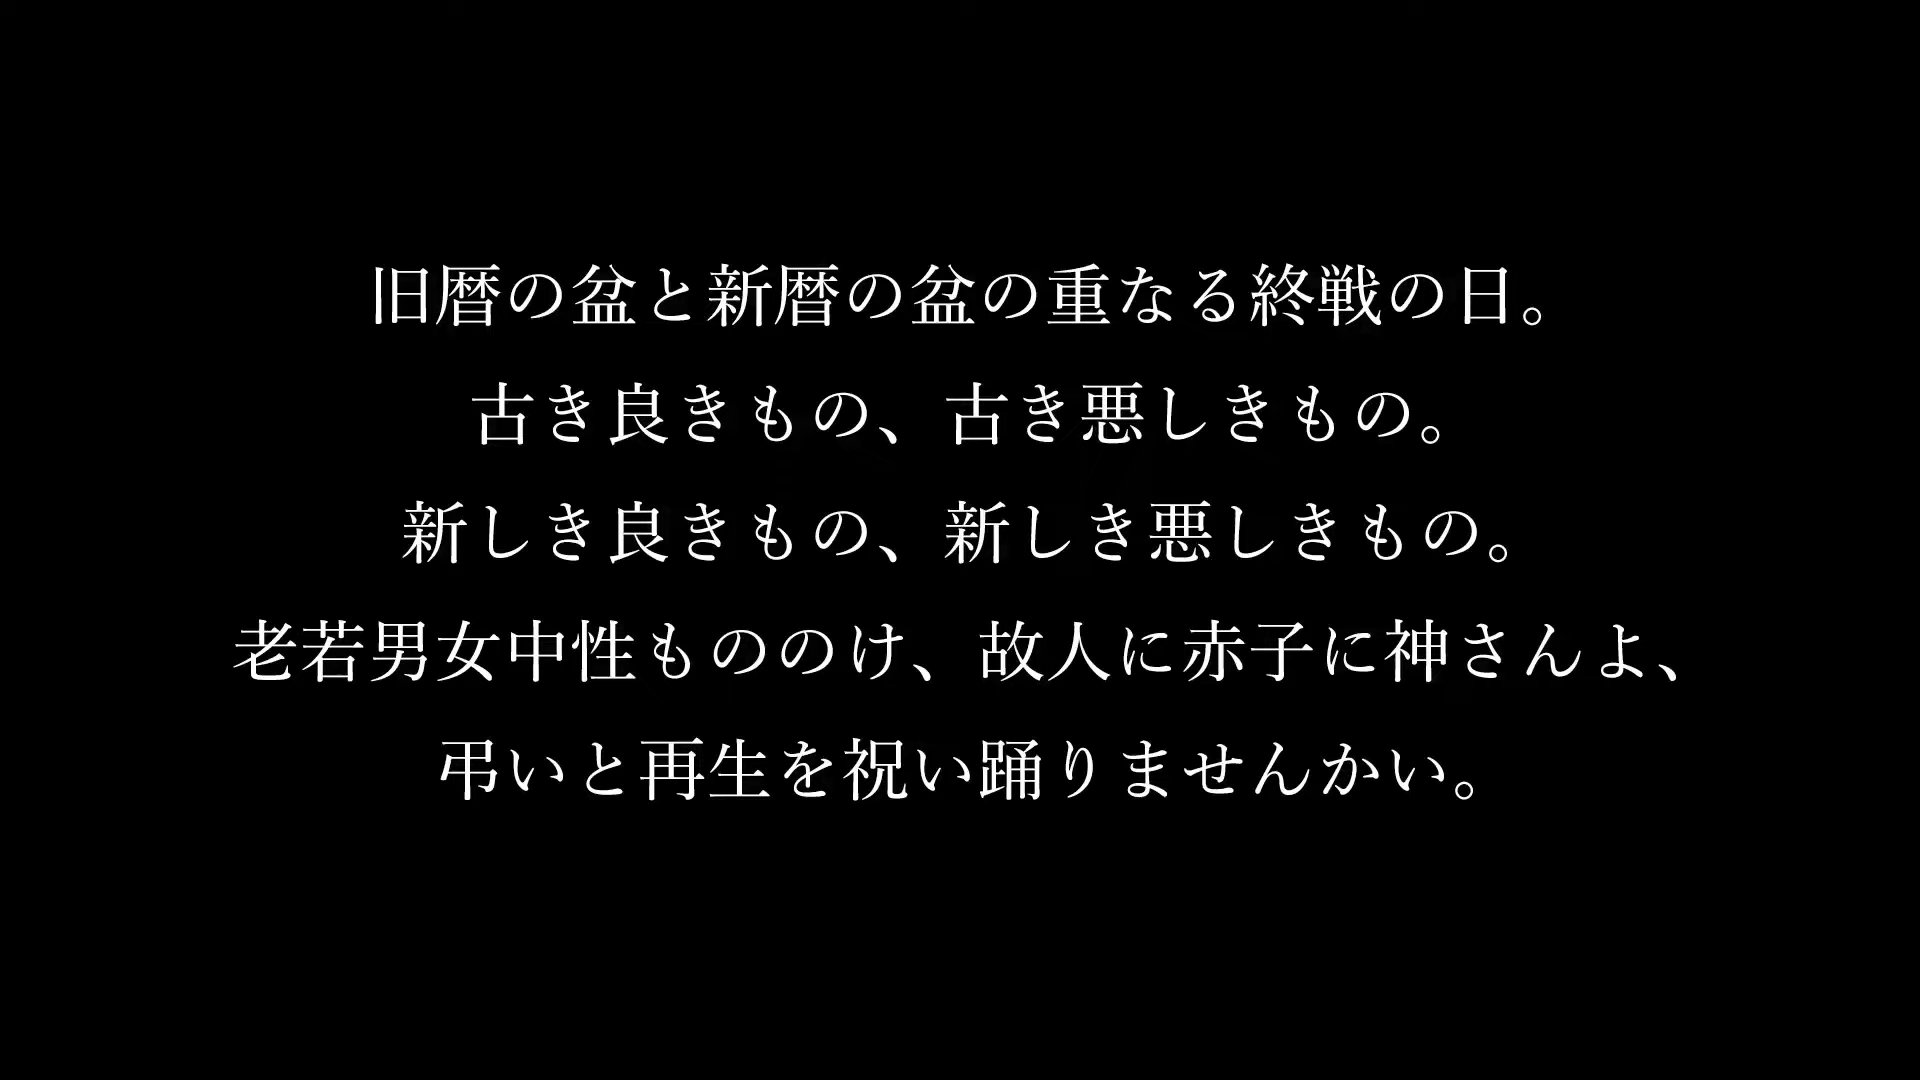 旧暦の盆と新暦の盆の重なる終戦の日。
古き良きもの、古き悪しきもの。
新しき良きもの、新しき悪しきもの。
老若男女中性もののけ、故人に赤子に神さんよ、
弔いと再生を祝い踊りませんかい。